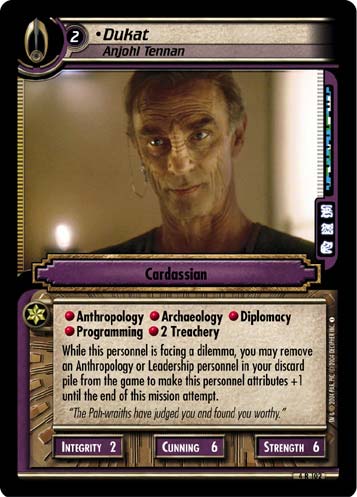 2 •Dukat
Anjohl Tennan
Cardassian
• Anthropology • Archaeology • Diplomacy
• Programming • 2 Treachery
While this personnel is facing a dilemma, you may remove
an Anthropology or Leadership personnel in your discard
pile from the game to make this personnel attributes +1
until the end of this mission attempt.
"The Pah-wraiths have judged you and found you worthy."
INTEGRITY 2 CUNNING 6 STRENGTH 6
4 R 102